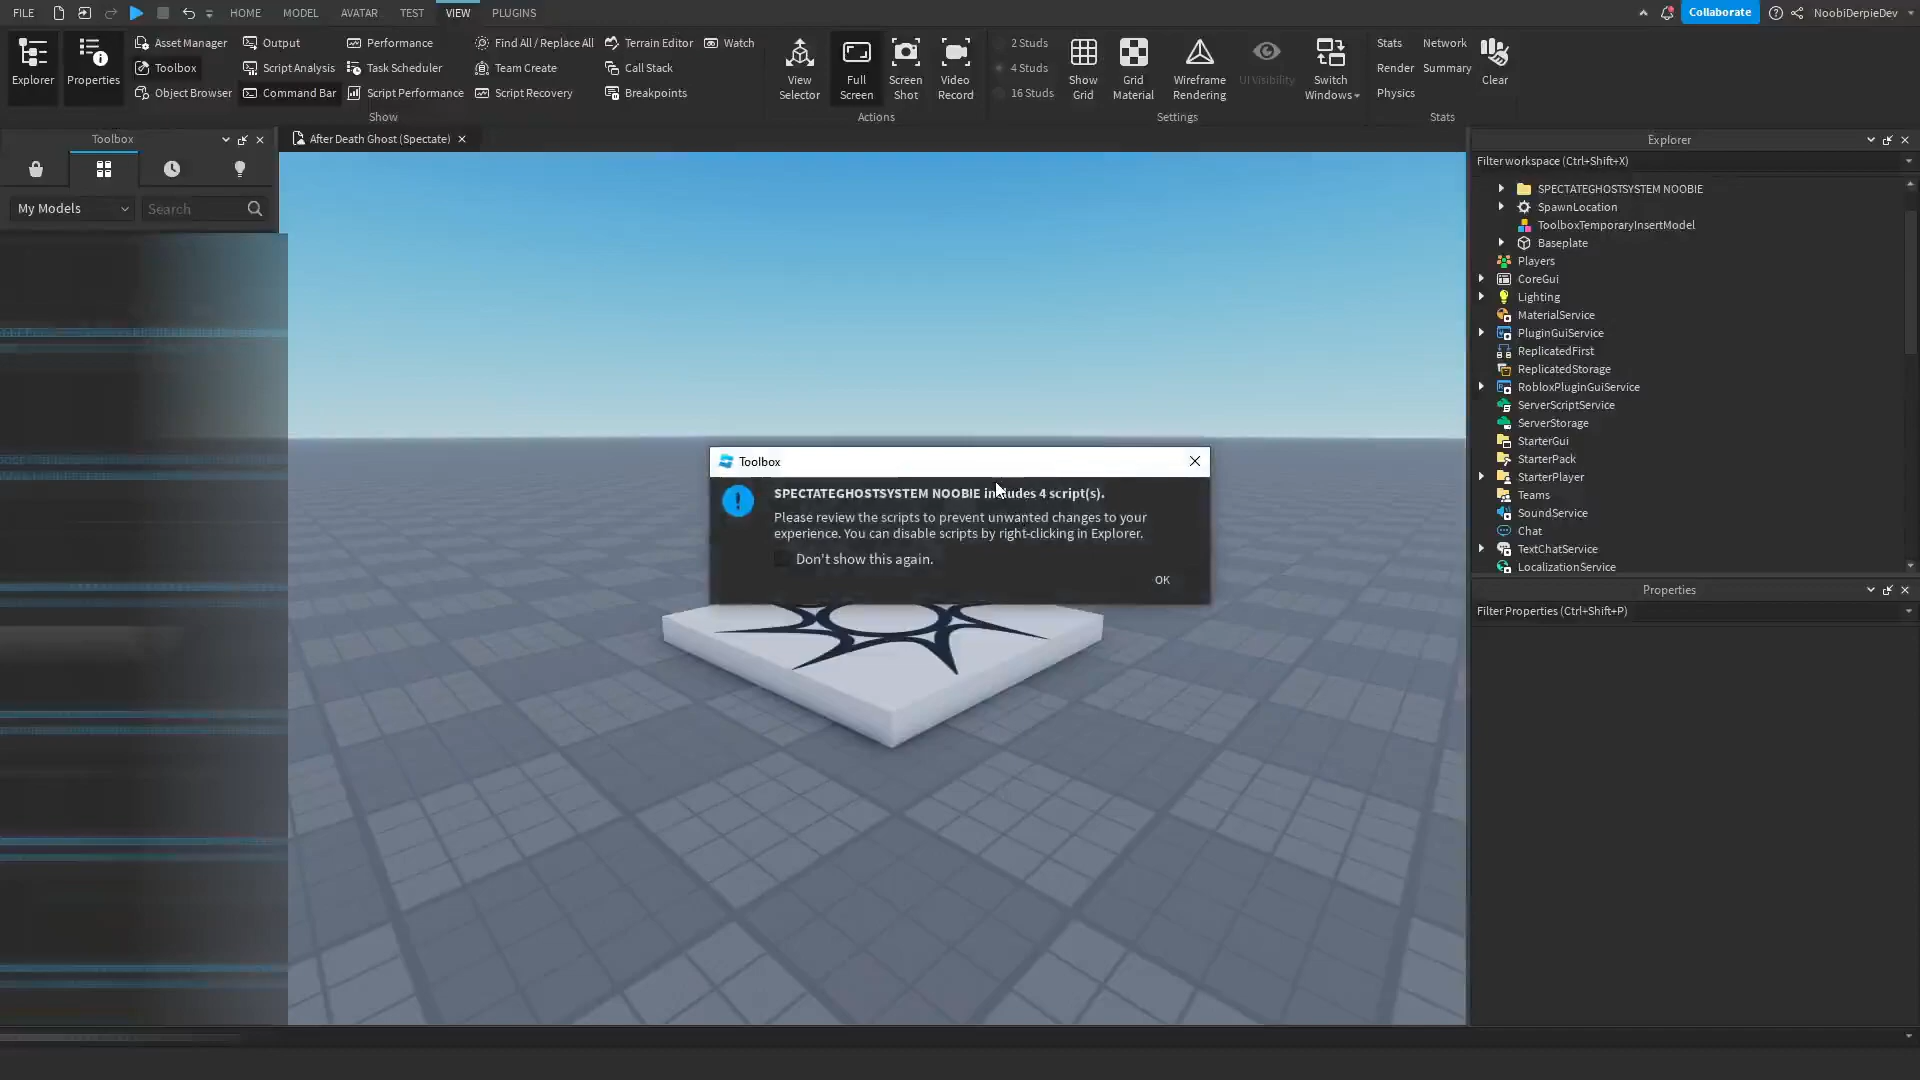 FILE HOME MODEL AVATAR TEST VIEW PLUGINS Collaborate NoobiDerpieDev
Explorer
Properties
Asset Manager
Toolbox
Object Browser
Output
Script Analysis
Command Bar
Performance
Task Scheduler
Script Performance
Find All / Replace All
Team Create
Script Recovery
Terrain Editor
Call Stack
Breakpoints
Watch
Show
View
Selector
Full
Screen
Screen
Shot
Video
Record
Actions
2 Studs
4 Studs
16 Studs
Show
Grid
Grid
Material
Wireframe
Rendering
UI Visibility
Switch
Windows
Settings
Stats
Render
Physics
Network
Summary
Clear
Stats
Toolbox
My Models
Search
After Death Ghost (Spectate)
Toolbox
SPECTATEGHOSTSYSTEM NOOBIE includes 4 script(s).
Please review the scripts to prevent unwanted changes to your
experience. You can disable scripts by right-clicking in Explorer.
Don't show this again.
OK
Explorer
Filter workspace (Ctrl+Shift+X)
SPECTATEGHOSTSYSTEM NOOBIE
SpawnLocation
ToolboxTemporaryInsertModel
Baseplate
Players
CoreGui
Lighting
MaterialService
PluginGuiService
ReplicatedFirst
ReplicatedStorage
RobloxPluginGuiService
ServerScriptService
ServerStorage
StarterGui
StarterPack
StarterPlayer
Teams
SoundService
Chat
TextChatService
LocalizationService
Properties
Filter Properties (Ctrl+Shift+P)